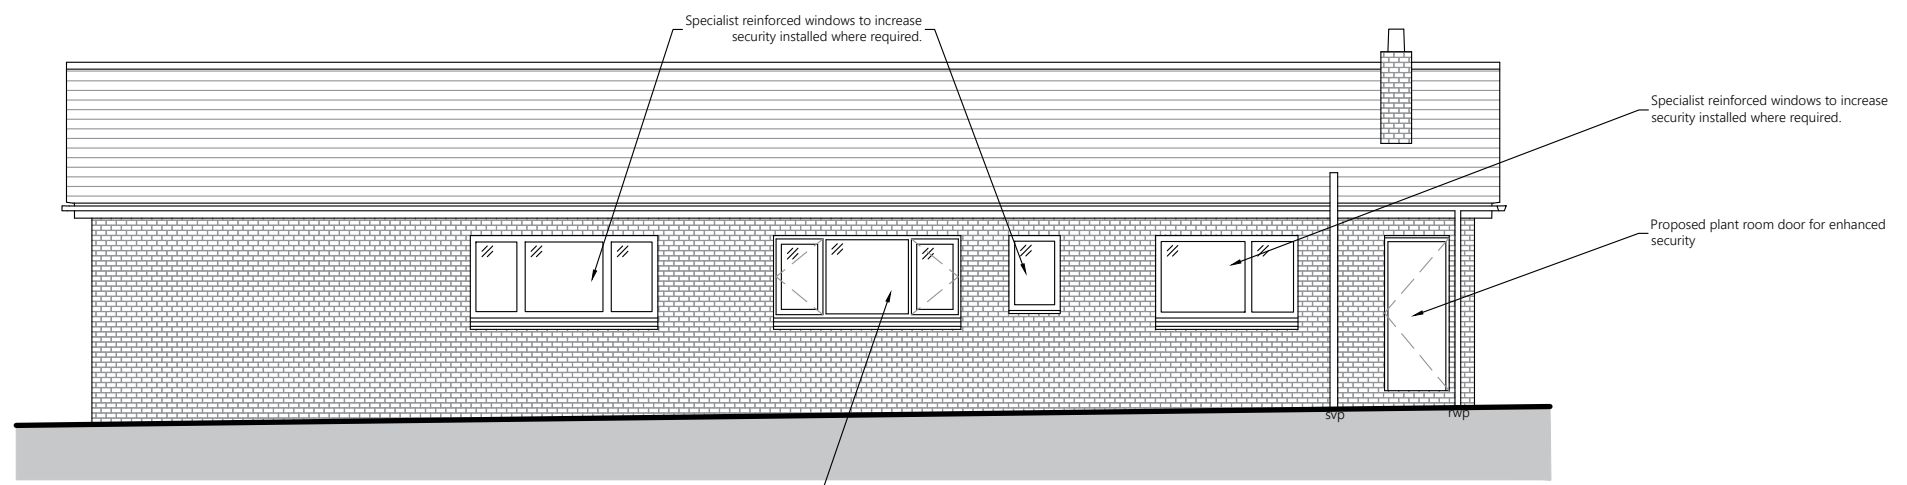 Specialist reinforced windows to increase
security installed where required.
Specialist reinforced windows to increase
security installed where required.
Proposed plant room door for enhanced
security
svp
rwp